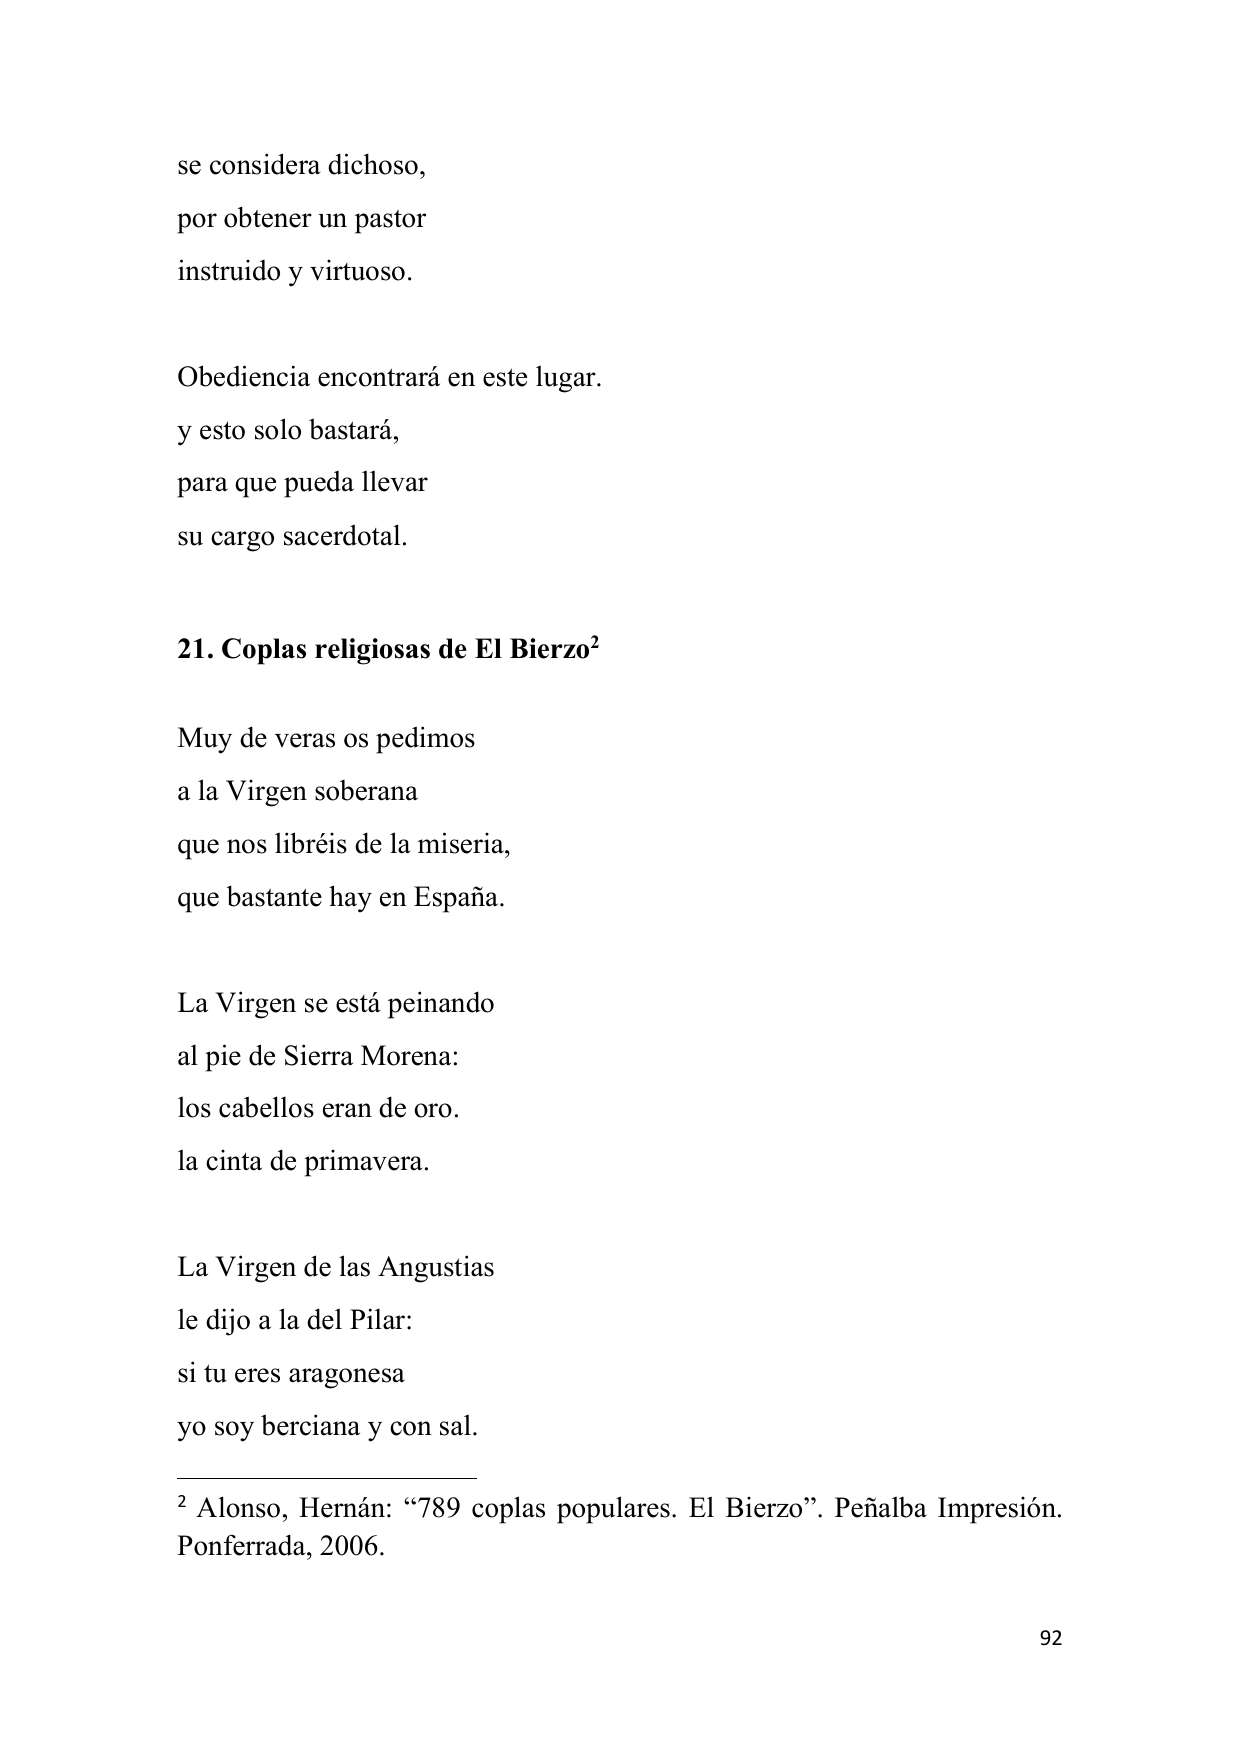 se considera dichoso,
por obtener un pastor
instruido y virtuoso.
Obediencia encontrará en este lugar.
y esto solo bastará,
para que pueda llevar
su cargo sacerdotal.
21. Coplas religiosas de El Bierzo²
Muy de veras os pedimos
a la Virgen soberana
que nos libréis de la miseria,
que bastante hay en España.
La Virgen se está peinando
al pie de Sierra Morena:
los cabellos eran de oro.
la cinta de primavera.
La Virgen de las Angustias
le dijo a la del Pilar:
si tu eres aragonesa
yo soy berciana y con sal.
² Alonso, Hernán: “789 coplas populares. El Bierzo”. Peñalba Impresión.
Ponferrada, 2006.
92